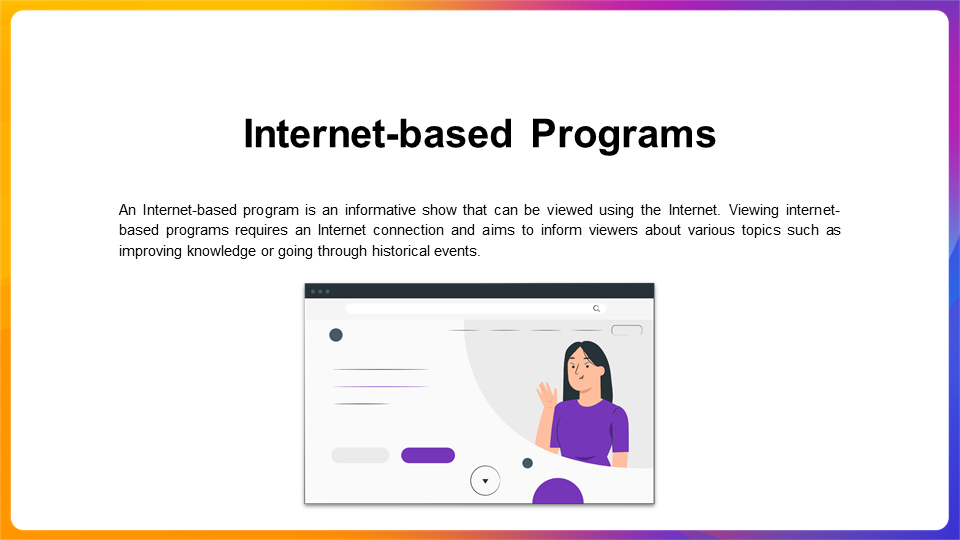 Internet-based Programs
An Internet-based program is an informative show that can be viewed using the Internet. Viewing internet-
based programs requires an Internet connection and aims to inform viewers about various topics such as
improving knowledge or going through historical events.